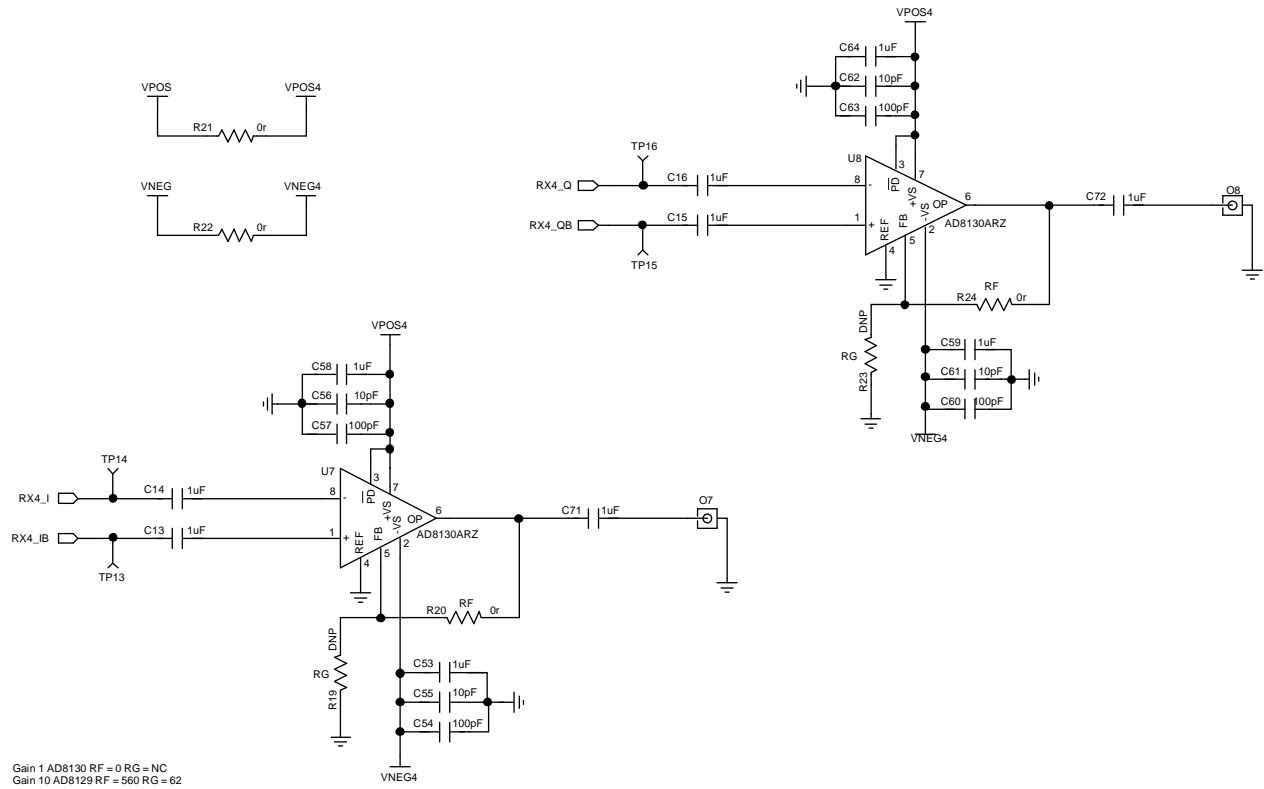 VPOS4
C64 1uF
C62 10pF
C63 100pF
VPOS VPOS4
R21 0r
VNEG VNEG4
R22 0r
TP16
RX4_Q C16 1uF
RX4_QB C15 1uF
TP15
U8
8 -
1 +
3 PD
7 +VS
OP 6
-VS 2
FB 5
REF 4
AD8130ARZ
C72 1uF
O8
RF
R24 0r
DNP
RG
R23
C59 1uF
C61 10pF
C60 100pF
VNEG4
VPOS4
C58 1uF
C56 10pF
C57 100pF
TP14
RX4_I C14 1uF
RX4_IB C13 1uF
TP13
U7
8 -
1 +
3 PD
7 +VS
OP 6
-VS 2
FB 5
REF 4
AD8130ARZ
C71 1uF
O7
RF
R20 0r
DNP
RG
R19
C53 1uF
C55 10pF
C54 100pF
VNEG4
Gain 1 AD8130 RF = 0 RG = NC
Gain 10 AD8129 RF = 560 RG = 62